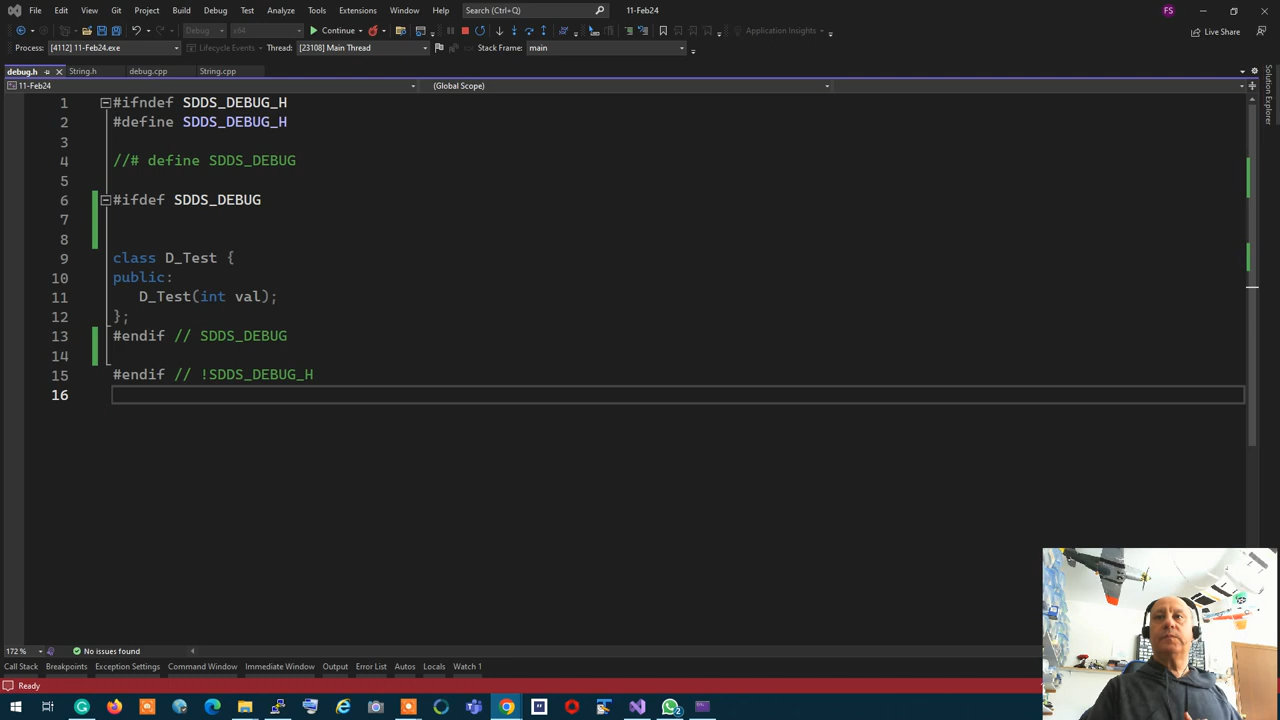 File Edit View Git Project Build Debug Test Analyze Tools Extensions Window Help Search (Ctrl+Q) 11-Feb24 FS
Debug x64 Continue Application Insights Live Share
Process: [4112] 11-Feb24.exe Lifecycle Events Thread: [23108] Main Thread Stack Frame: main
debug.h String.h debug.cpp String.cpp
11-Feb24 (Global Scope)
Solution Explorer
1 #ifndef SDDS_DEBUG_H
2 #define SDDS_DEBUG_H
3
4 //# define SDDS_DEBUG
5
6 #ifdef SDDS_DEBUG
7
8
9 class D_Test {
10 public:
11 D_Test(int val);
12 };
13 #endif // SDDS_DEBUG
14
15 #endif // !SDDS_DEBUG_H
16
172 % No issues found
Call Stack Breakpoints Exception Settings Command Window Immediate Window Output Error List Autos Locals Watch 1
Ready
2